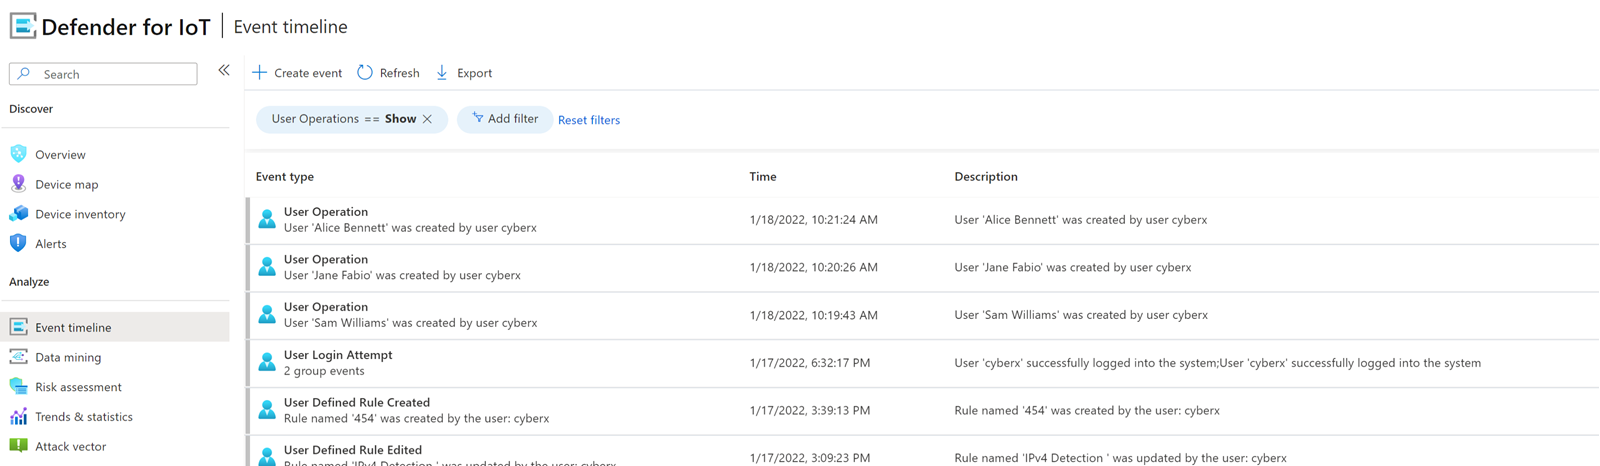 Defender for IoT | Event timeline
Search
Discover
Overview
Device map
Device inventory
Alerts
Analyze
Event timeline
Data mining
Risk assessment
Trends & statistics
Attack vector
Create event Refresh Export
User Operations == Show Add filter Reset filters
Event type Time Description
User Operation
User 'Alice Bennett' was created by user cyberx 1/18/2022, 10:21:24 AM User 'Alice Bennett' was created by user cyberx
User Operation
User 'Jane Fabio' was created by user cyberx 1/18/2022, 10:20:26 AM User 'Jane Fabio' was created by user cyberx
User Operation
User 'Sam Williams' was created by user cyberx 1/18/2022, 10:19:43 AM User 'Sam Williams' was created by user cyberx
User Login Attempt
2 group events 1/17/2022, 6:32:17 PM User 'cyberx' successfully logged into the system;User 'cyberx' successfully logged into the system
User Defined Rule Created
Rule named '454' was created by the user: cyberx 1/17/2022, 3:39:13 PM Rule named '454' was created by the user: cyberx
User Defined Rule Edited
Rule named 'IPv4 Detection ' was updated by the user: cyberx 1/17/2022, 3:09:23 PM Rule named 'IPv4 Detection ' was updated by the user: cyberx